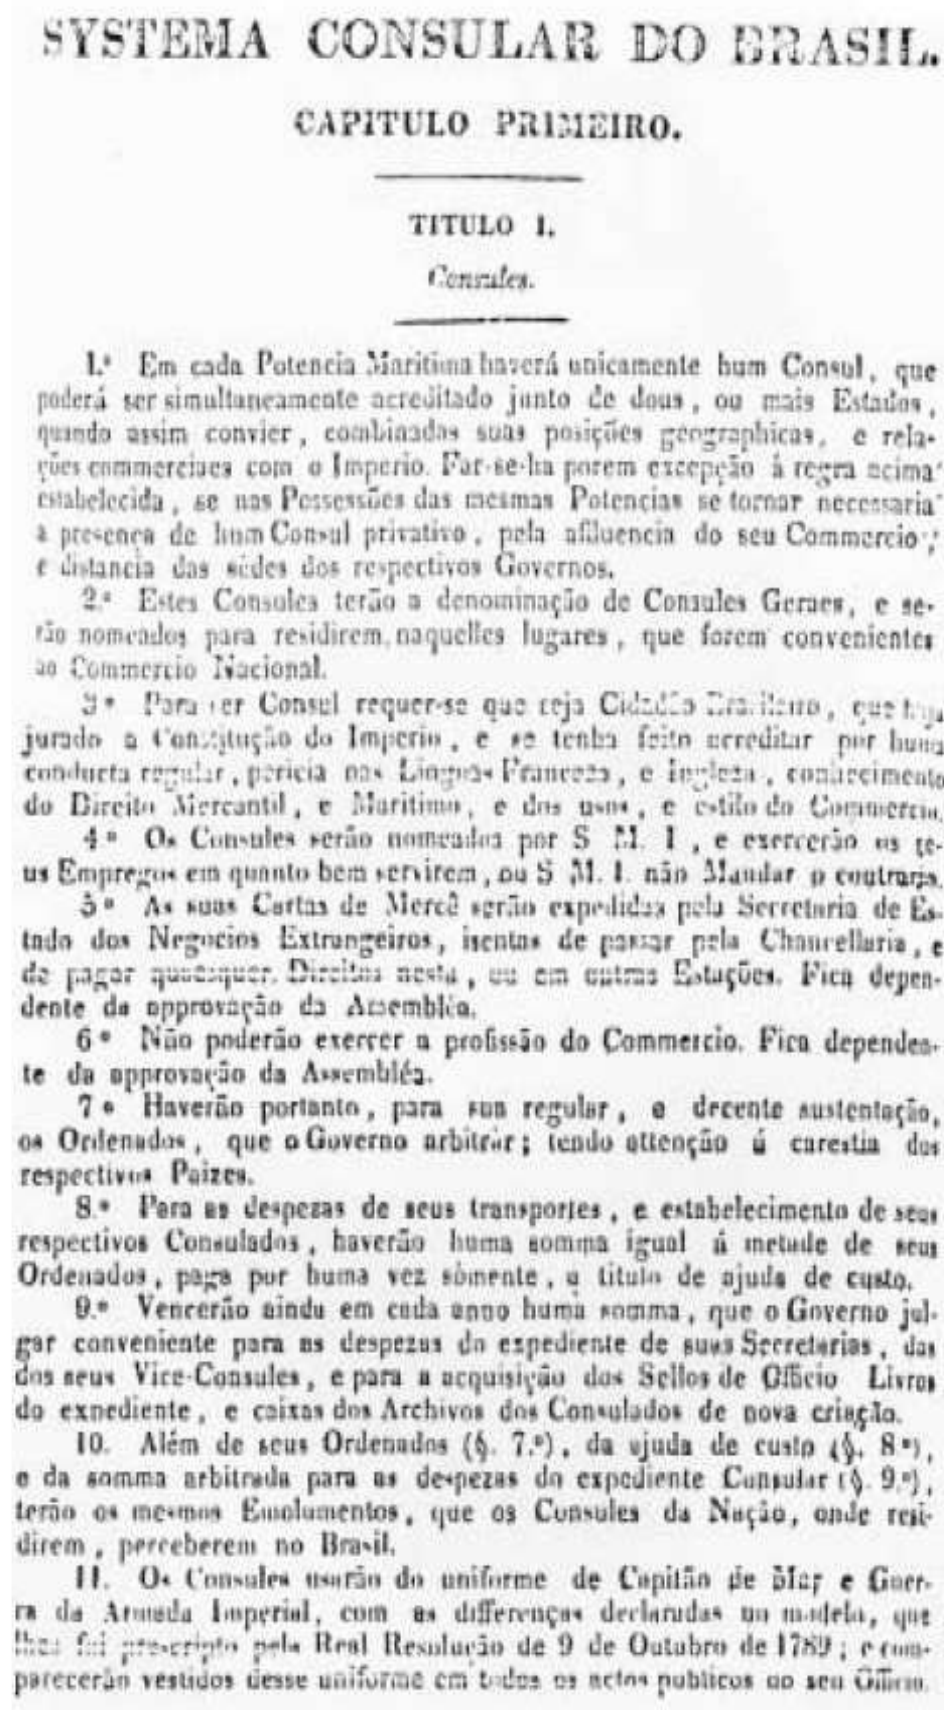 SYSTEMA CONSULAR DO BRASIL.
CAPITULO PRIMEIRO.
TITULO I.
Consules.
1.º Em cada Potencia Maritima haverá unicamente hum Consul, que
poderá ser simultaneamente acreditado junto de dous, ou mais Estados,
quando assim convier, combinadas suas posições geographicas, e rela-
ções commerciaes com o Imperio. Far-se-ha porem excepção á regra acima
estabelecida, se nas Possessões das mesmas Potencias se tornar necessaria
a presença de hum Consul privativo, pela affluencia do seu Commercio,
e distancia das sédes dos respectivos Governos.
2.º Estes Consules terão a denominação de Consules Geraes, e se-
rão nomeados para residirem naquelles lugares, que forem convenientes
ao Commercio Nacional.
3º Para ser Consul requer-se que seja Cidadão Brasileiro, que haja
jurado a Constituição do Imperio, e se tenha feito acreditar por huma
conducta regular, pericia nas Linguas Franceza, e Ingleza, conhecimento
do Direito Mercantil, e Maritimo, e dos usos, e estilo do Commercio.
4º Os Consules serão nomeados por S M. I, e exercerão os se-
us Empregos em quanto bem servirem, ou S M. I. não Mandar o contrario.
5º As suas Cartas de Mercê serão expedidas pela Secretaria de Es-
tado dos Negocios Extrangeiros, isentas de passar pela Chancellaria, e
de pagar quaesquer Direitos nesta, ou em outras Estações. Fica depen-
dente da approvação da Assembléa.
6º Não poderão exercer a profissão do Commercio. Fica dependen-
te da approvação da Assembléa.
7º Haverão portanto, para sua regular, e decente sustentação,
os Ordenados, que o Governo arbitrar; tendo attenção á carestia dos
respectivos Paizes.
8.º Para as despezas de seus transportes, e estabelecimento de seus
respectivos Consulados, haverão huma somma igual á metade de seus
Ordenados, paga por huma vez sómente, a titulo de ajuda de custo.
9.º Vencerão ainda em cada anno huma somma, que o Governo jul-
gar conveniente para as despezas do expediente de suas Secretarias, das
dos seus Vice-Consules, e para a acquisição dos Sellos de Officio Livros
do expediente, e caixas dos Archivos dos Consulados de nova criação.
10. Além de seus Ordenados (§. 7.º), da ajuda de custo (§. 8º),
e da somma arbitrada para as despezas do expediente Consular (§. 9.º),
terão os mesmos Emolumentos, que os Consules da Nação, onde resi-
direm, perceberem no Brasil.
11. Os Consules usarão do uniforme de Capitão de Mar e Guer-
ra da Armada Imperial, com as differenças declaradas no modelo, que
lhes foi prescripto pela Real Resolução de 9 de Outubro de 1789; e com-
parecerão vestidos desse uniforme em todos os actos publicos do seu Officio.